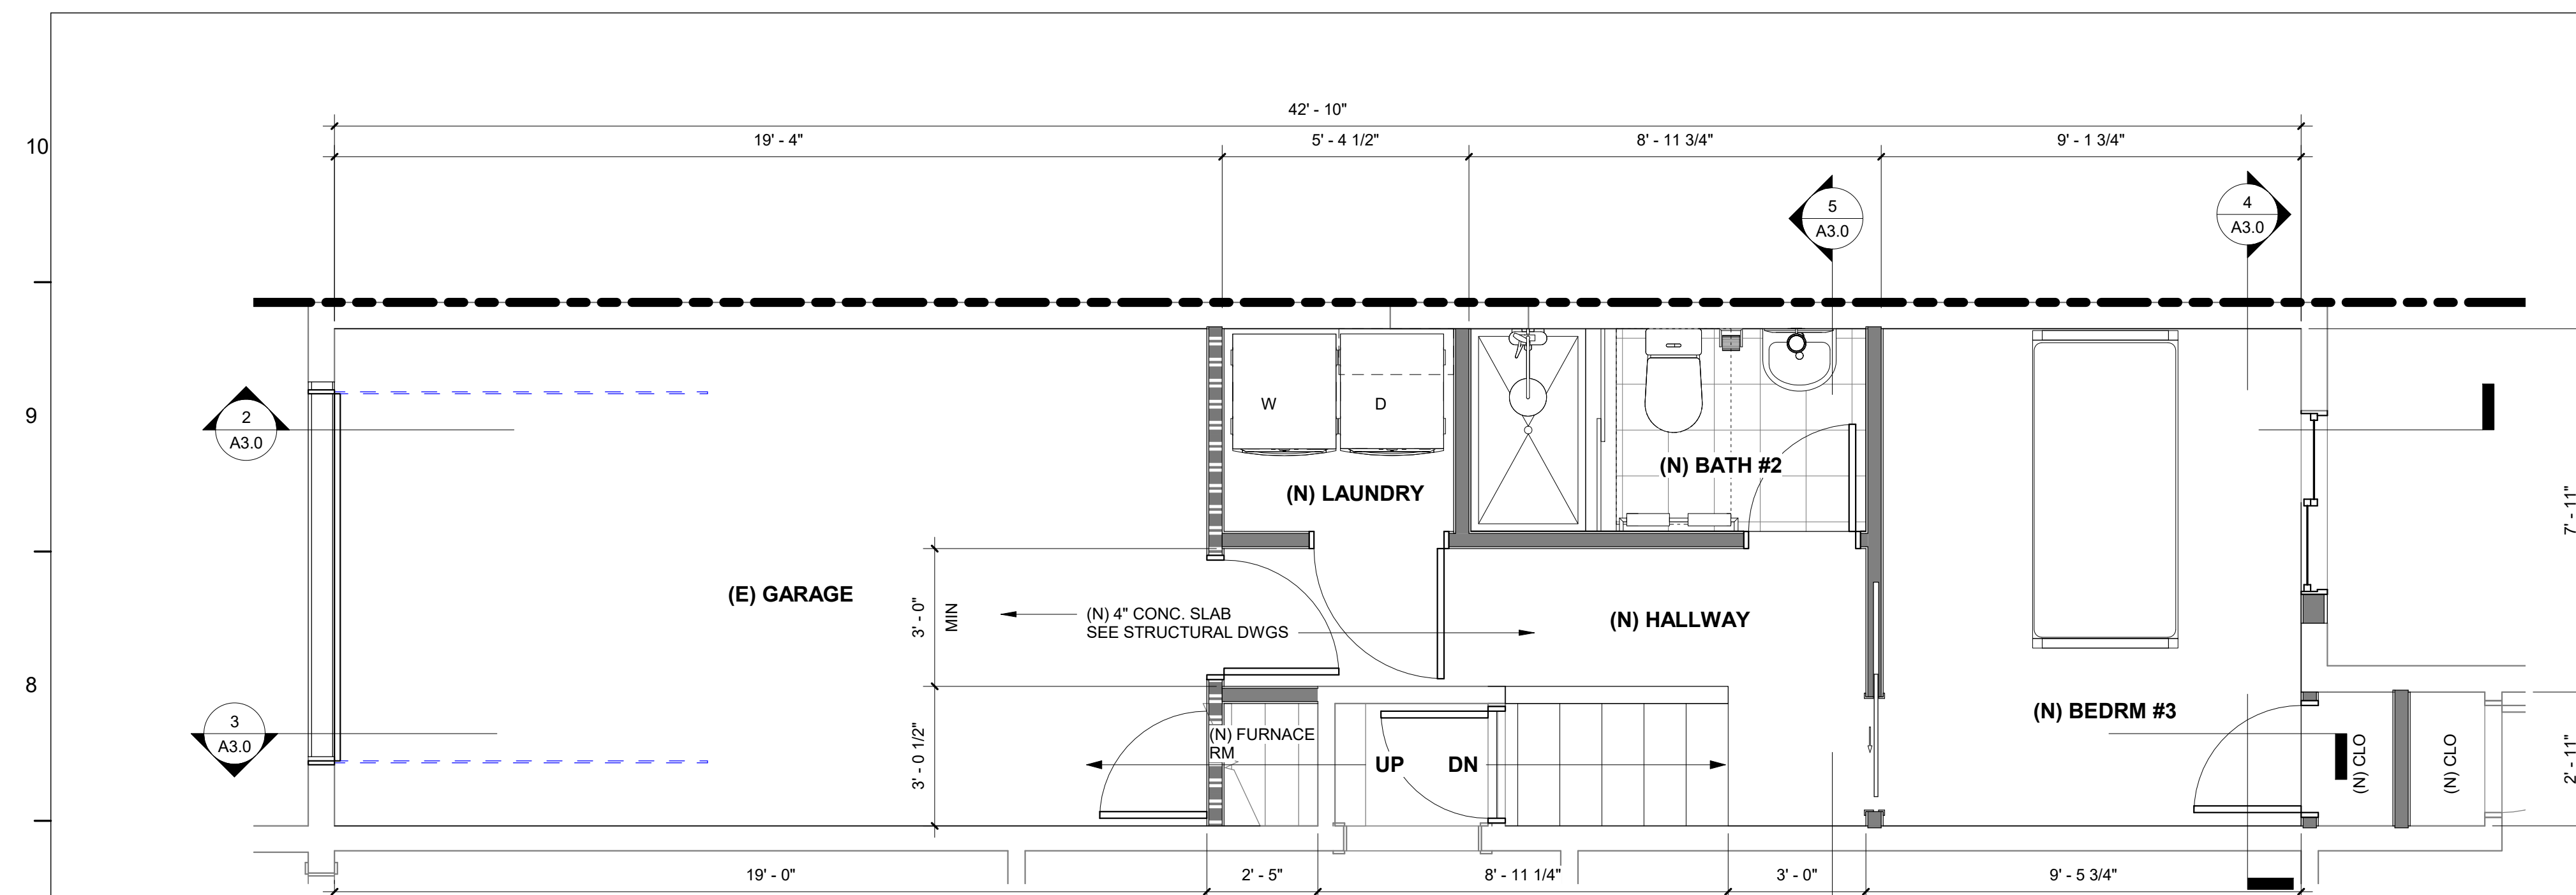 42' - 10"
10
19' - 4"
5' - 4 1/2"
8' - 11 3/4"
9' - 1 3/4"
5
A3.0
4
A3.0
9
2
A3.0
W
D
(N) BATH #2
(N) LAUNDRY
7' - 11"
(E) GARAGE
3' - 0"
MIN
(N) 4" CONC. SLAB
SEE STRUCTURAL DWGS
(N) HALLWAY
8
3
A3.0
(N) BEDRM #3
(N) FURNACE
RM
3' - 0 1/2"
UP
DN
(N) CLO
(N) CLO
2' - 11"
19' - 0"
2' - 5"
8' - 11 1/4"
3' - 0"
9' - 5 3/4"